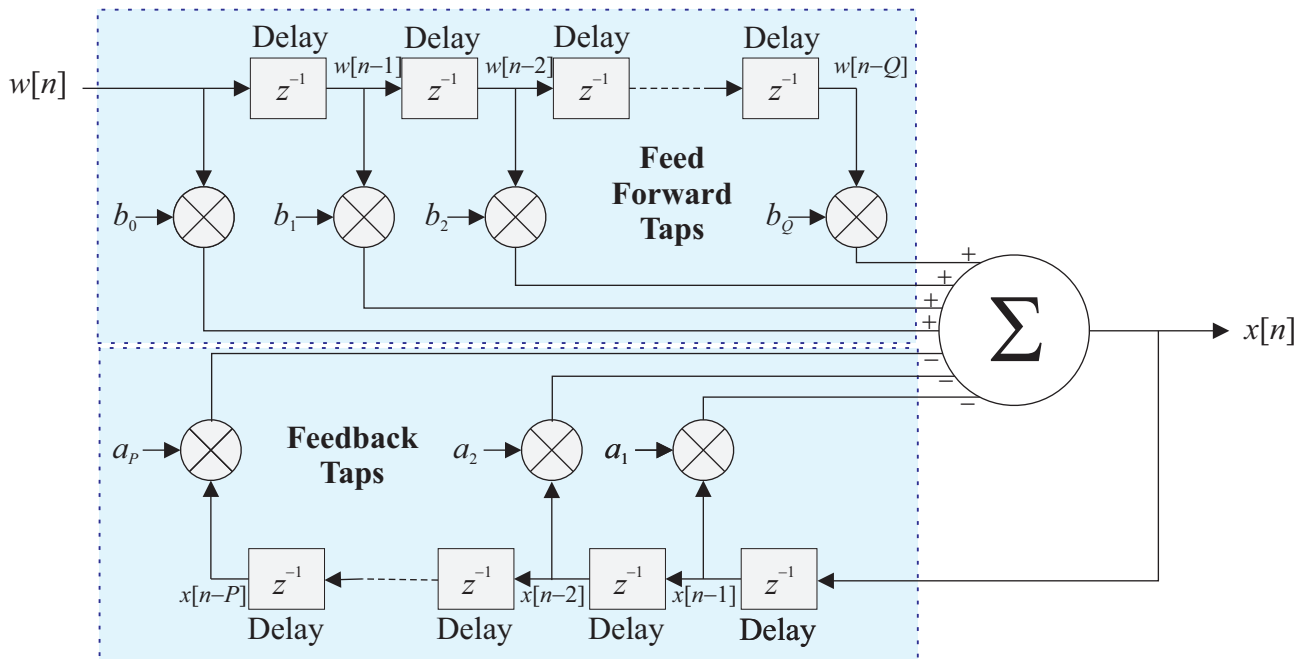 Delay Delay Delay Delay
w[n] z⁻¹ w[n−1] z⁻¹ w[n−2] z⁻¹ z⁻¹ w[n−Q]
Feed
Forward
Taps
b₀ b₁ b₂ b_Q
+
+
+
+
Σ x[n]
−
−
−
Feedback
Taps
a_P a₂ a₁
x[n−P] z⁻¹ z⁻¹ x[n−2] z⁻¹ x[n−1] z⁻¹
Delay Delay Delay Delay